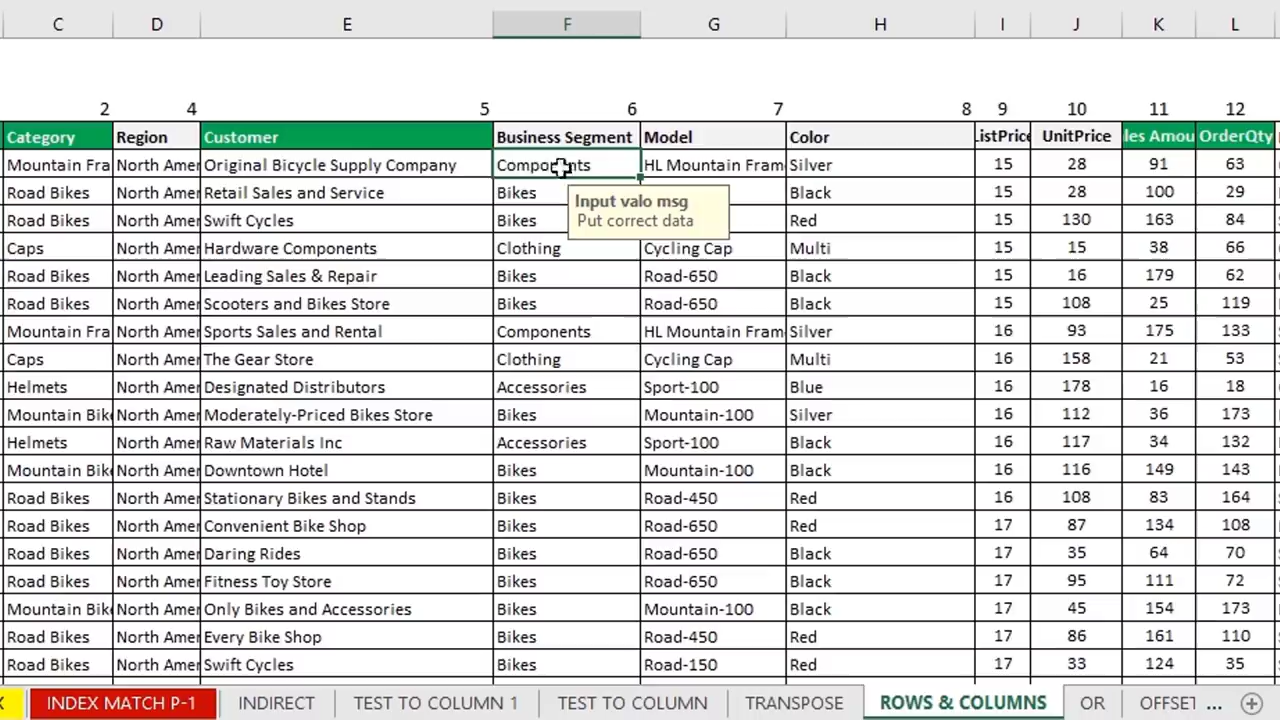 C D E F G H I J K L
2 4 5 6 7 8 9 10 11 12
Category Region Customer Business Segment Model Color ListPrice UnitPrice les Amou OrderQty
Mountain Fra North Amer Original Bicycle Supply Company Components HL Mountain Fram Silver 15 28 91 63
Road Bikes North Amer Retail Sales and Service Bikes Black 15 28 100 29
Input valo msg
Road Bikes North Amer Swift Cycles Bikes Red 15 130 163 84
Put correct data
Caps North Amer Hardware Components Clothing Cycling Cap Multi 15 15 38 66
Road Bikes North Amer Leading Sales & Repair Bikes Road-650 Black 15 16 179 62
Road Bikes North Amer Scooters and Bikes Store Bikes Road-650 Black 15 108 25 119
Mountain Fra North Amer Sports Sales and Rental Components HL Mountain Fram Silver 16 93 175 133
Caps North Amer The Gear Store Clothing Cycling Cap Multi 16 158 21 53
Helmets North Amer Designated Distributors Accessories Sport-100 Blue 16 178 16 18
Mountain Bik North Amer Moderately-Priced Bikes Store Bikes Mountain-100 Silver 16 112 36 173
Helmets North Amer Raw Materials Inc Accessories Sport-100 Black 16 117 34 132
Mountain Bik North Amer Downtown Hotel Bikes Mountain-100 Black 16 116 149 143
Road Bikes North Amer Stationary Bikes and Stands Bikes Road-450 Red 16 108 83 164
Road Bikes North Amer Convenient Bike Shop Bikes Road-650 Red 17 87 134 108
Road Bikes North Amer Daring Rides Bikes Road-650 Black 17 35 64 70
Road Bikes North Amer Fitness Toy Store Bikes Road-650 Black 17 95 111 72
Mountain Bik North Amer Only Bikes and Accessories Bikes Mountain-100 Black 17 45 154 173
Road Bikes North Amer Every Bike Shop Bikes Road-450 Red 17 86 161 110
Road Bikes North Amer Swift Cycles Bikes Road-150 Red 17 33 124 35
INDEX MATCH P-1 INDIRECT TEST TO COLUMN 1 TEST TO COLUMN TRANSPOSE ROWS & COLUMNS OR OFFSET ...